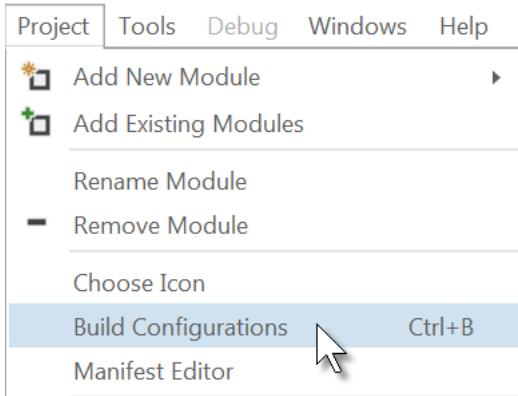 Project Tools Debug Windows Help
Add New Module
Add Existing Modules
Rename Module
Remove Module
Choose Icon
Build Configurations Ctrl+B
Manifest Editor